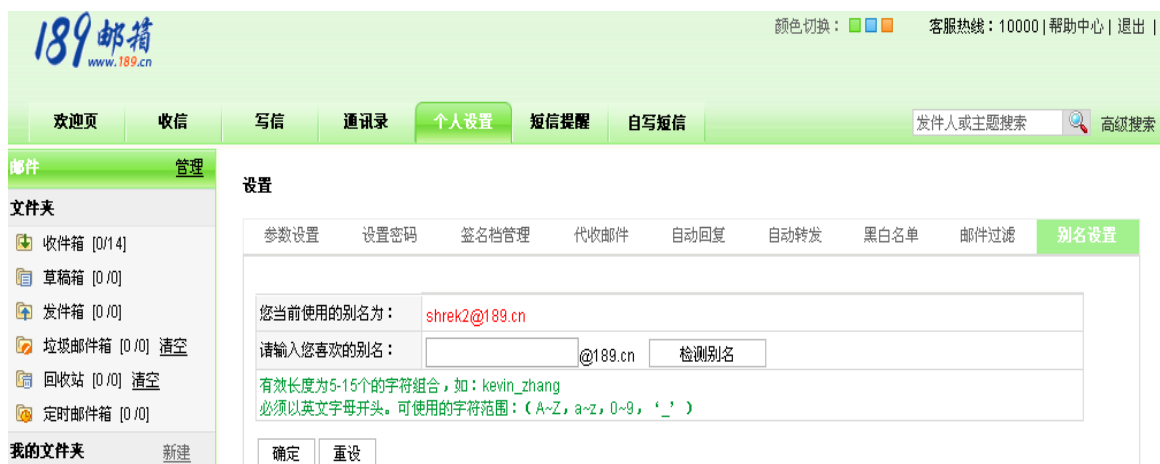 189邮箱
www.189.cn
颜色切换：
客服热线：10000|帮助中心| 退出 |
欢迎页 收信 写信 通讯录 个人设置 短信提醒 自写短信
发件人或主题搜索 高级搜索
邮件 管理
设置
文件夹
参数设置 设置密码 签名档管理 代收邮件 自动回复 自动转发 黑白名单 邮件过滤 别名设置
收件箱 [0/14]
草稿箱 [0 /0]
发件箱 [0 /0]
垃圾邮件箱 [0 /0] 清空
回收站 [0 /0] 清空
定时邮件箱 [0 /0]
我的文件夹 新建
您当前使用的别名为： shrek2@189.cn
请输入您喜欢的别名： @189.cn 检测别名
有效长度为5-15个的字符组合，如：kevin_zhang
必须以英文字母开头。可使用的字符范围：( A~Z，a~z，0~9，‘_’ )
确定 重设